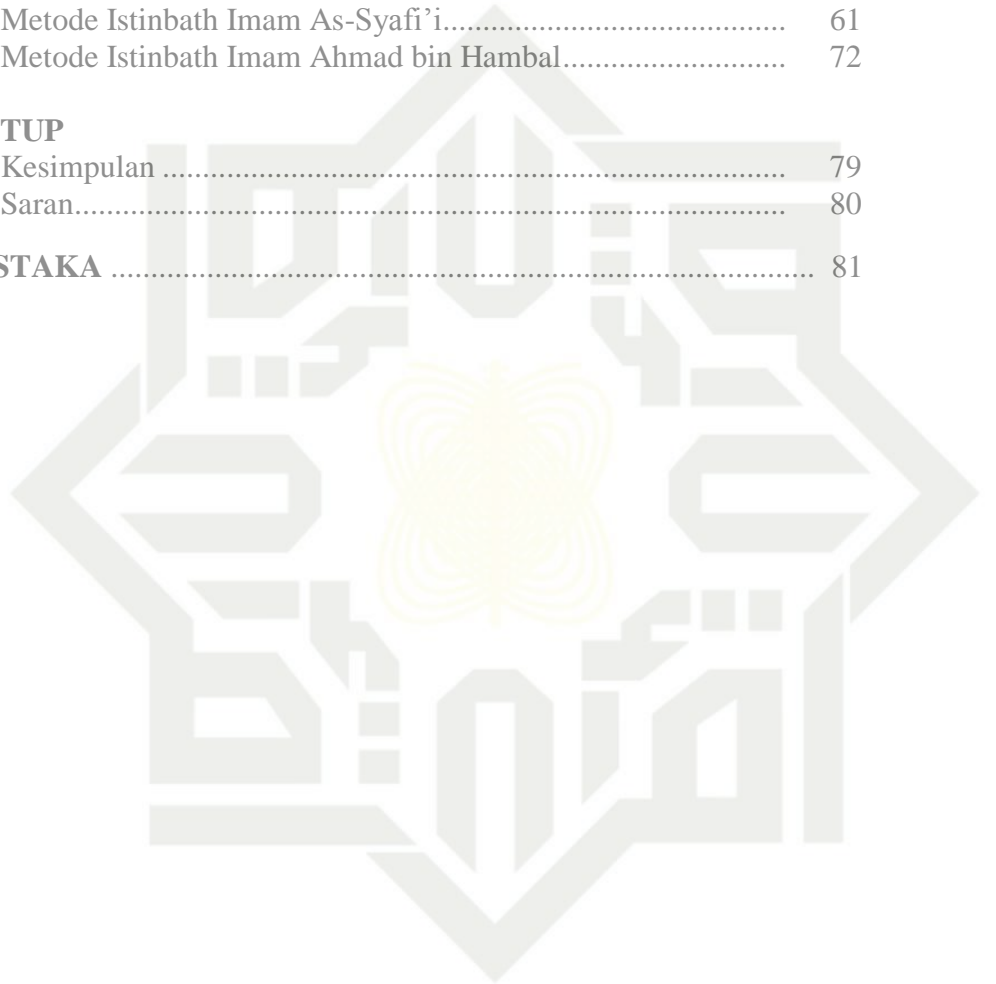 Metode Istinbath Imam As-Syafi’i............................................. 61
Metode Istinbath Imam Ahmad bin Hambal............................. 72
TUP
Kesimpulan .................................................................................. 79
Saran............................................................................................. 80
STAKA ............................................................................................ 81